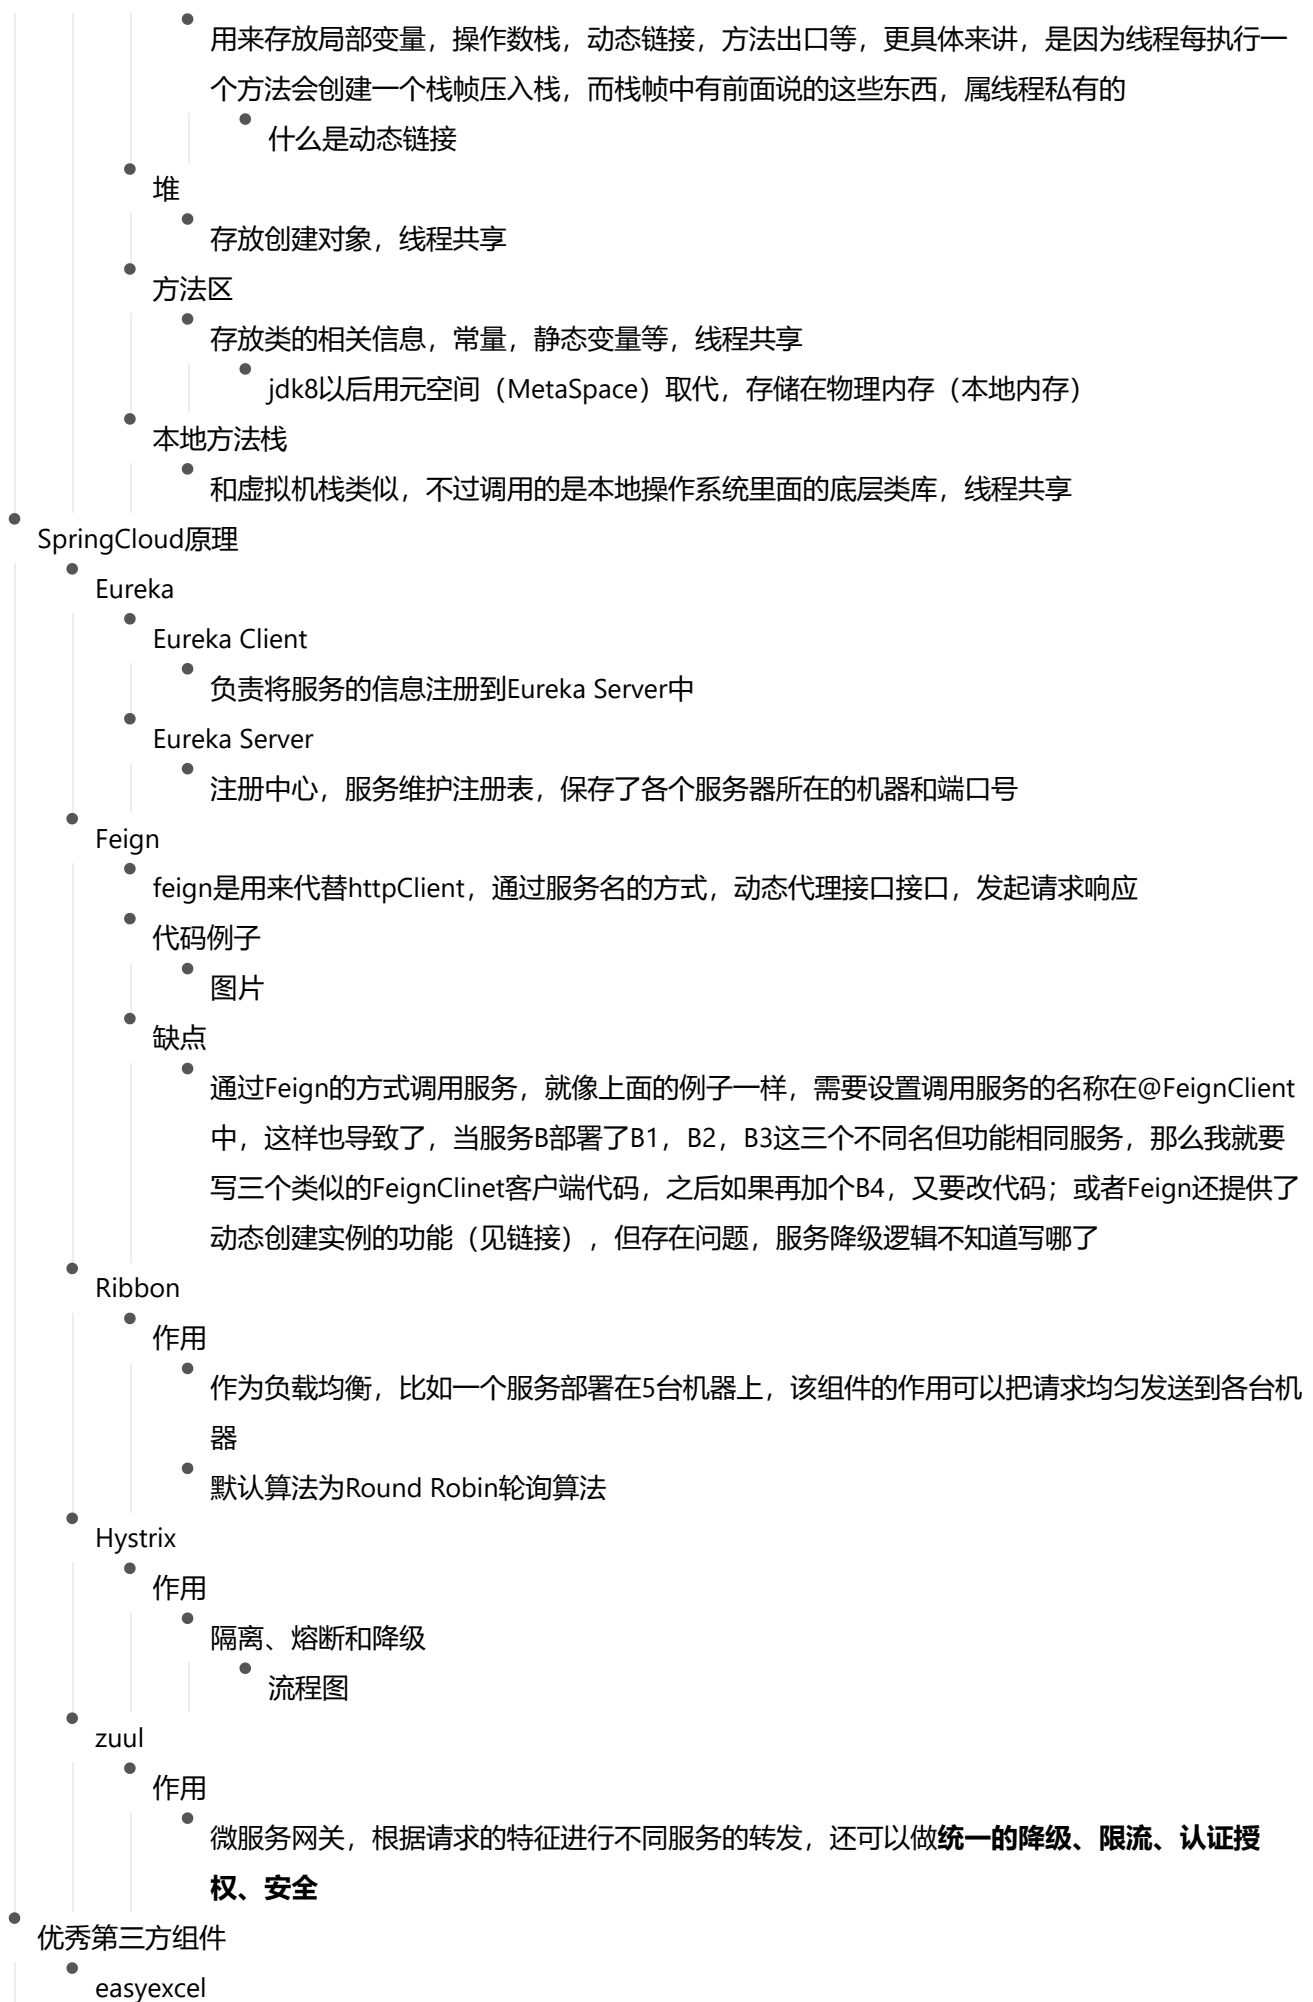 用来存放局部变量，操作数栈，动态链接，方法出口等，更具体来讲，是因为线程每执行一
个方法会创建一个栈帧压入栈，而栈帧中有前面说的这些东西，属线程私有的
什么是动态链接
堆
存放创建对象，线程共享
方法区
存放类的相关信息，常量，静态变量等，线程共享
jdk8以后用元空间（MetaSpace）取代，存储在物理内存（本地内存）
本地方法栈
和虚拟机栈类似，不过调用的是本地操作系统里面的底层类库，线程共享
SpringCloud原理
Eureka
Eureka Client
负责将服务的信息注册到Eureka Server中
Eureka Server
注册中心，服务维护注册表，保存了各个服务器所在的机器和端口号
Feign
feign是用来代替httpClient，通过服务名的方式，动态代理接口接口，发起请求响应
代码例子
图片
缺点
通过Feign的方式调用服务，就像上面的例子一样，需要设置调用服务的名称在@FeignClient
中，这样也导致了，当服务B部署了B1，B2，B3这三个不同名但功能相同服务，那么我就要
写三个类似的FeignClinet客户端代码，之后如果再加个B4，又要改代码；或者Feign还提供了
动态创建实例的功能（见链接），但存在问题，服务降级逻辑不知道写哪了
Ribbon
作用
作为负载均衡，比如一个服务部署在5台机器上，该组件的作用可以把请求均匀发送到各台机
器
默认算法为Round Robin轮询算法
Hystrix
作用
隔离、熔断和降级
流程图
zuul
作用
微服务网关，根据请求的特征进行不同服务的转发，还可以做统一的降级、限流、认证授
权、安全
优秀第三方组件
easyexcel